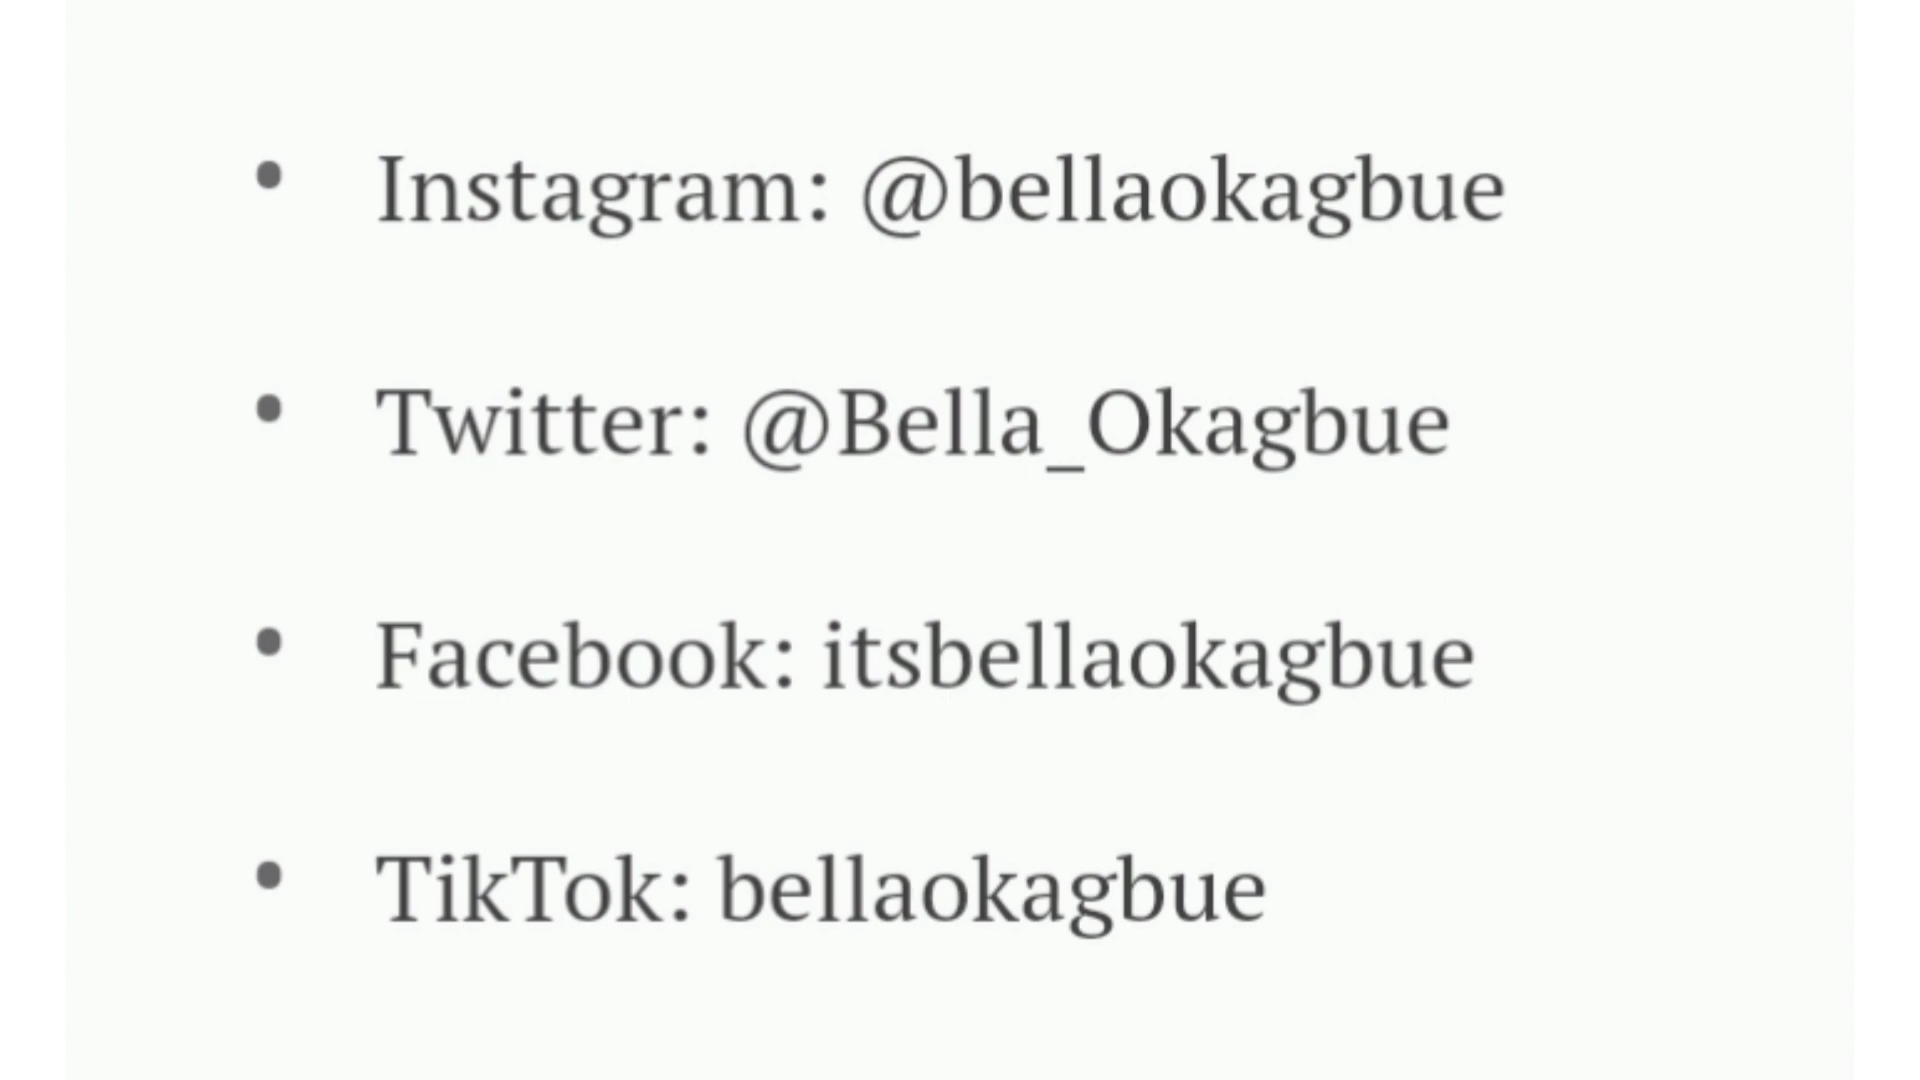 • Instagram: @bellaokagbue
• Twitter: @Bella_Okagbue
• Facebook: itsbellaokagbue
• TikTok: bellaokagbue